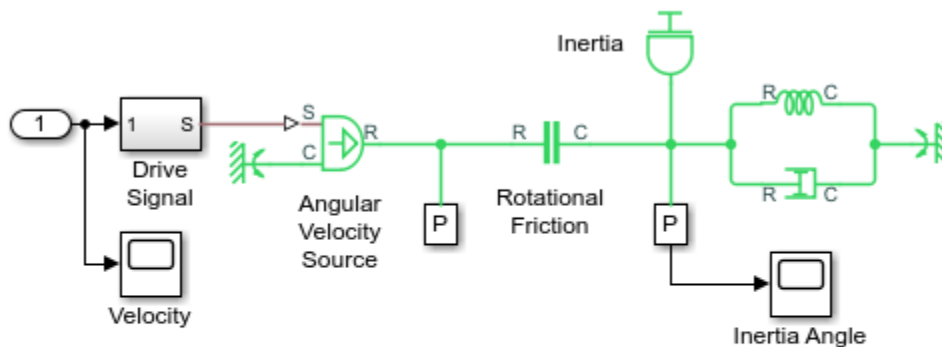 Inertia
R C
1
1 S
S
R
C
R C
Drive
Signal
Angular
Velocity
Source
P
Rotational
Friction
P
R C
Velocity
Inertia Angle